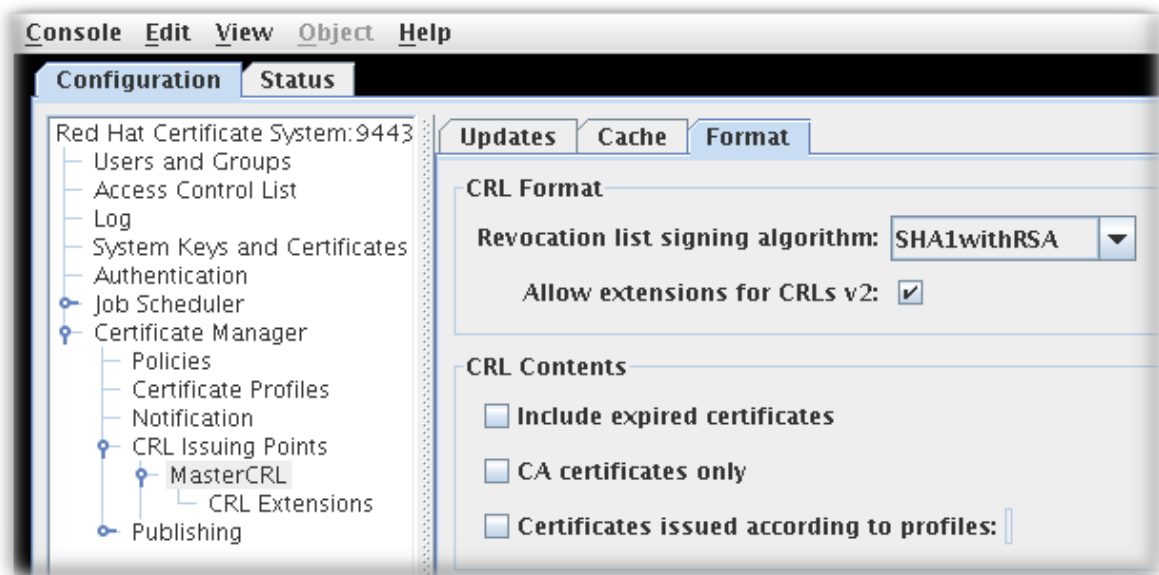 Console Edit View Object Help
Configuration Status
Red Hat Certificate System:9443
Users and Groups
Access Control List
Log
System Keys and Certificates
Authentication
Job Scheduler
Certificate Manager
Policies
Certificate Profiles
Notification
CRL Issuing Points
MasterCRL
CRL Extensions
Publishing
Updates Cache Format
CRL Format
Revocation list signing algorithm: SHA1withRSA
Allow extensions for CRLs v2:
CRL Contents
Include expired certificates
CA certificates only
Certificates issued according to profiles: